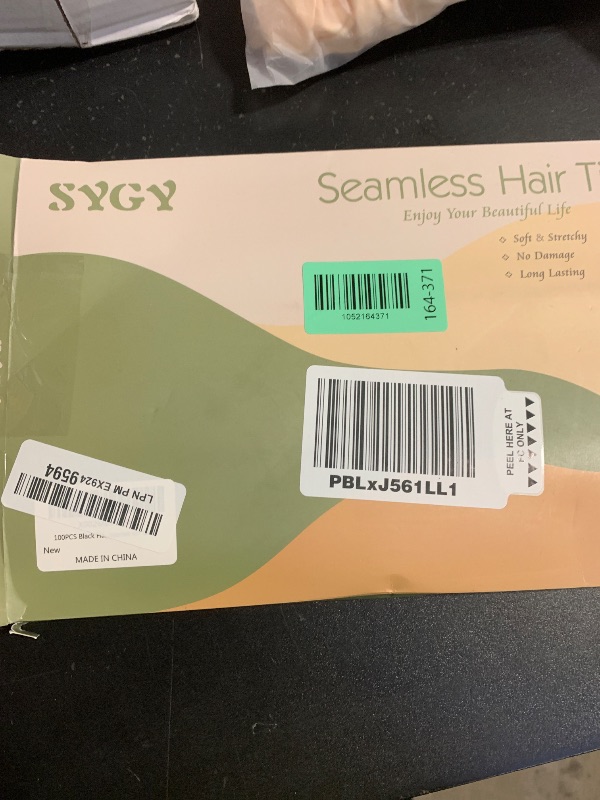 SYGY
Seamless Hair
Enjoy Your Beautiful Life
Soft & Stretchy
No Damage
Long Lasting
1052164371
164-371
PBLxJ561LL1
PEEL HERE AT
FC ONLY
LPN PM EX924 9594
100PCS Black
New
MADE IN CHINA